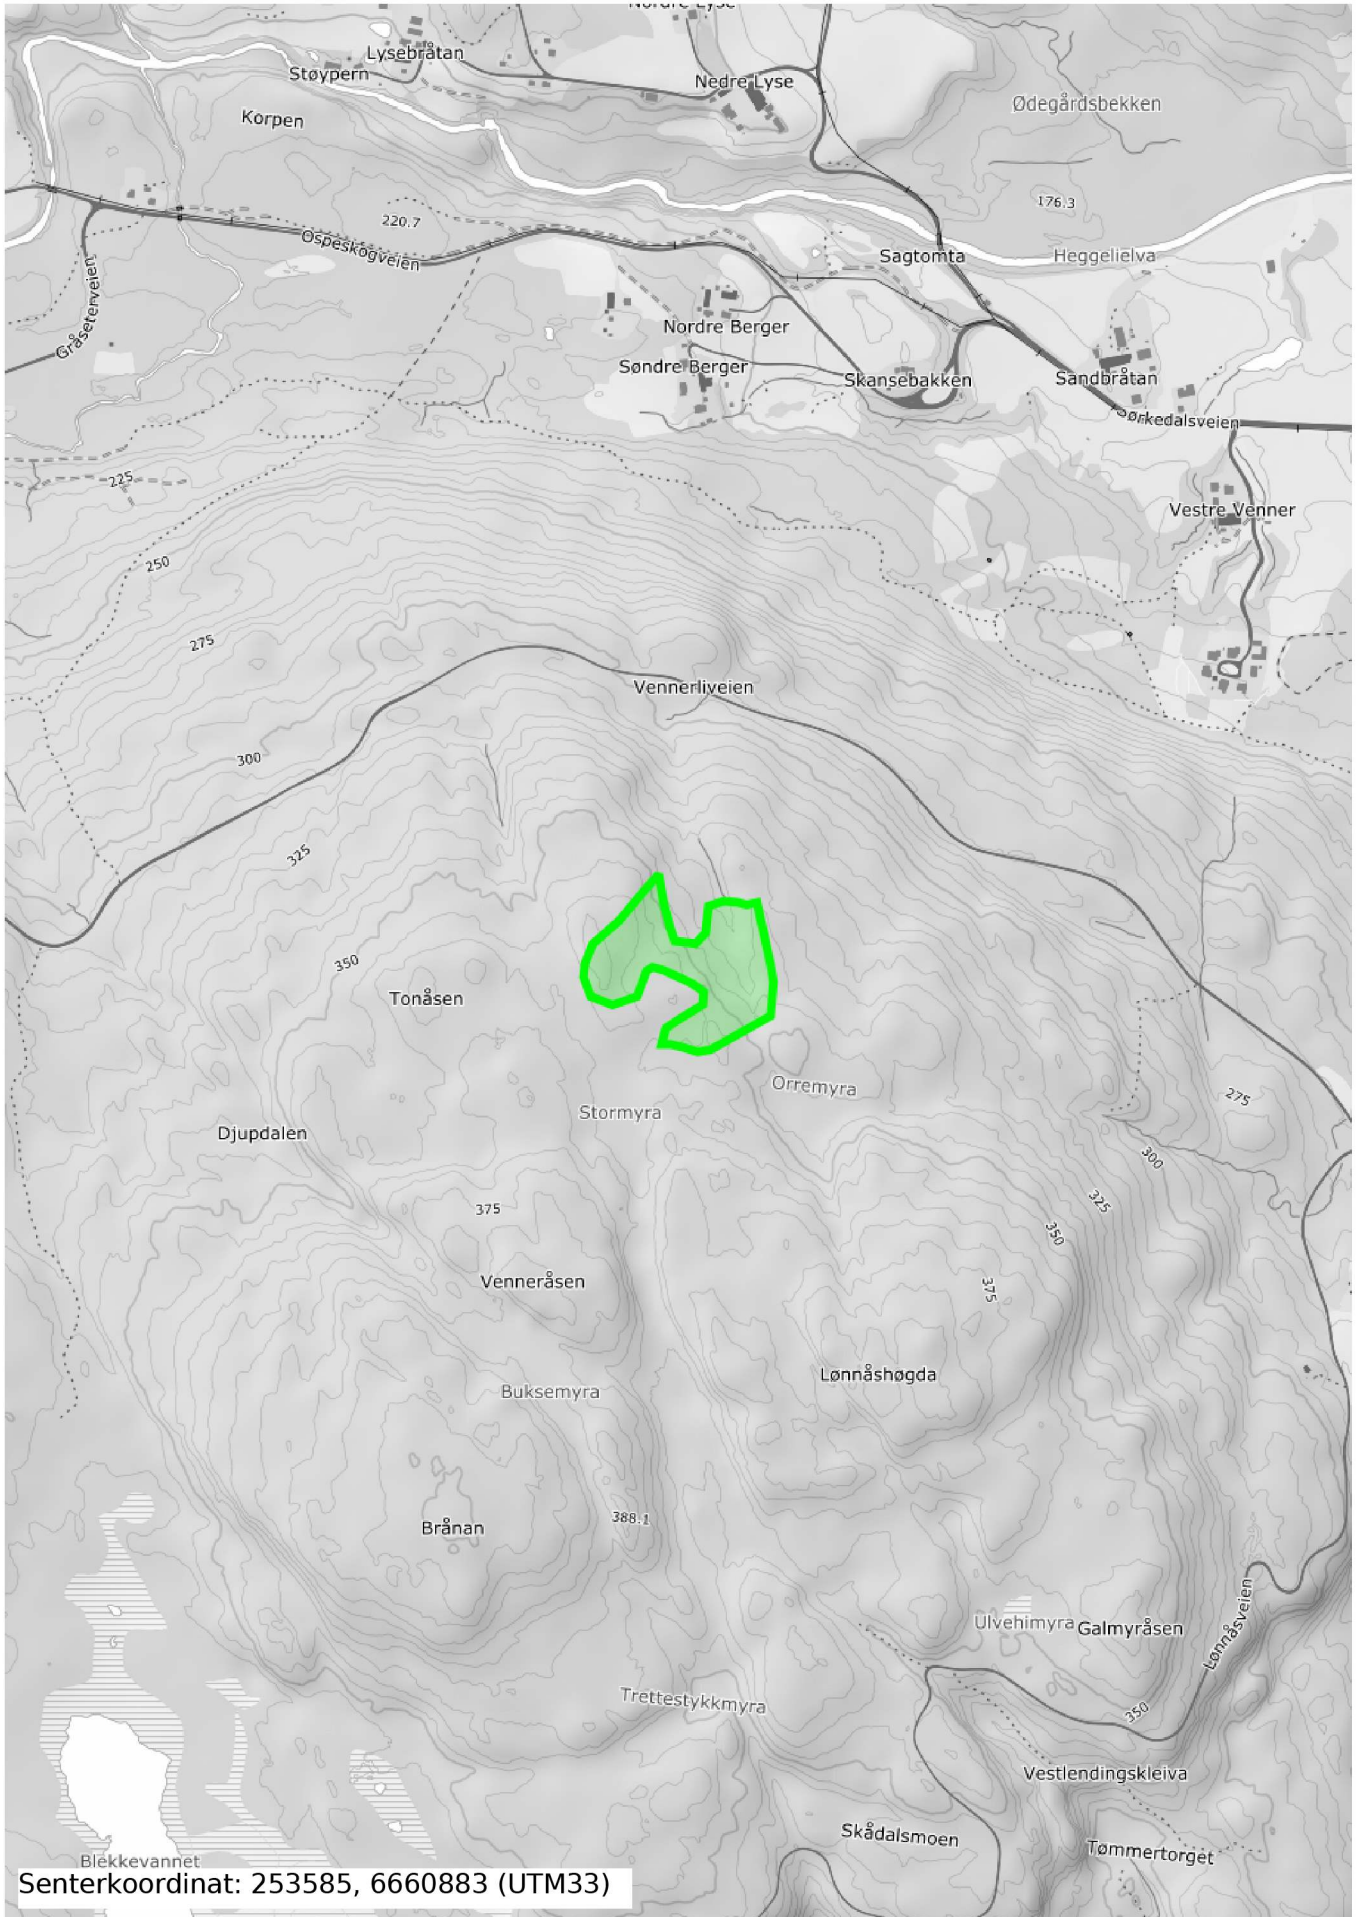 Nordre Lyse
Lysebråtan
Støypern
Nedre Lyse
Ødegårdsbekken
Korpen
176.3
220.7
Ospeskogveien
Sagtomta
Heggelielva
Gråseterveien
Nordre Berger
Søndre Berger
Skansebakken
Sandbråtan
Sørkedalsveien
225
Vestre Venner
250
275
Vennerliveien
300
325
350
Tonåsen
Orremyra
Stormyra
275
Djupdalen
300
325
375
350
Venneråsen
375
Lønnåshøgda
Buksemyra
388.1
Brånan
Ulvehimyra
Galmyråsen
Lønnåsveien
Trettestykkmyra
350
Vestlendingskleiva
Skådalsmoen
Tømmertorget
Blekkevannet
Senterkoordinat: 253585, 6660883 (UTM33)